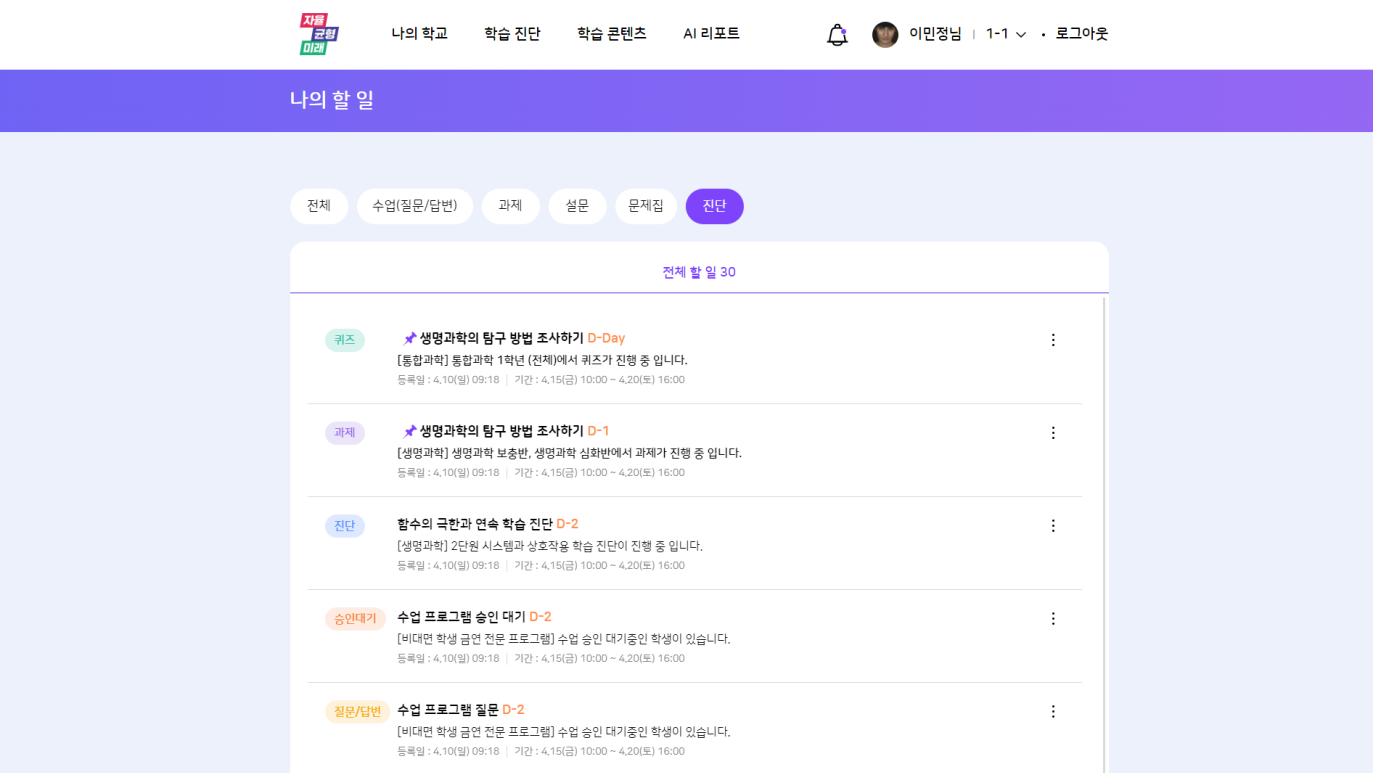 자율
균형
미래
나의 학교
학습 진단
학습 콘텐츠
AI 리포트
이민정님
1-1
로그아웃
나의 할 일
전체
수업(질문/답변)
과제
설문
문제집
진단
전체 할 일 30
퀴즈
생명과학의 탐구 방법 조사하기 D-Day
[통합과학] 통합과학 1학년 (전체)에서 퀴즈가 진행 중 입니다.
등록일 : 4.10(일) 09:18 | 기간 : 4.15(금) 10:00 ~ 4.20(토) 16:00
과제
생명과학의 탐구 방법 조사하기 D-1
[생명과학] 생명과학 보충반, 생명과학 심화반에서 과제가 진행 중 입니다.
등록일 : 4.10(일) 09:18 | 기간 : 4.15(금) 10:00 ~ 4.20(토) 16:00
진단
함수의 극한과 연속 학습 진단 D-2
[생명과학] 2단원 시스템과 상호작용 학습 진단이 진행 중 입니다.
등록일 : 4.10(일) 09:18 | 기간 : 4.15(금) 10:00 ~ 4.20(토) 16:00
승인대기
수업 프로그램 승인 대기 D-2
[비대면 학생 금연 전문 프로그램] 수업 승인 대기중인 학생이 있습니다.
등록일 : 4.10(일) 09:18 | 기간 : 4.15(금) 10:00 ~ 4.20(토) 16:00
질문/답변
수업 프로그램 질문 D-2
[비대면 학생 금연 전문 프로그램] 수업 승인 대기중인 학생이 있습니다.
등록일 : 4.10(일) 09:18 | 기간 : 4.15(금) 10:00 ~ 4.20(토) 16:00